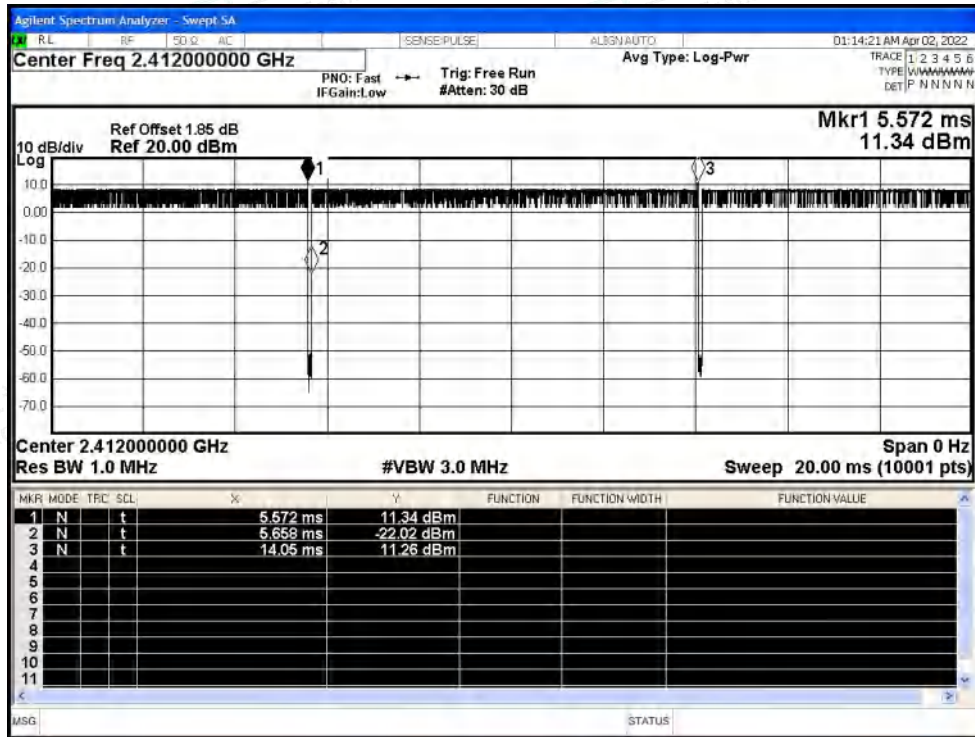 Agilent Spectrum Analyzer - Swept SA
RL RF 50 Ω AC SENSE:PULSE ALIGN AUTO 01:14:21 AM Apr 02, 2022
Center Freq 2.412000000 GHz Avg Type: Log-Pwr TRACE 1 2 3 4 5 6
PNO: Fast Trig: Free Run TYPE
IFGain:Low #Atten: 30 dB DET P N N N N N
Mkr1 5.572 ms
Ref Offset 1.85 dB
10 dB/div Ref 20.00 dBm 11.34 dBm
Log
1 3
10.0
0.00
-10.0
2
-20.0
-30.0
-40.0
-50.0
-60.0
-70.0
Center 2.412000000 GHz Span 0 Hz
Res BW 1.0 MHz #VBW 3.0 MHz Sweep 20.00 ms (10001 pts)
MKR MODE TRC SCL X Y FUNCTION FUNCTION WIDTH FUNCTION VALUE
1 N t 5.572 ms 11.34 dBm
2 N t 5.658 ms -22.02 dBm
3 N t 14.05 ms 11.26 dBm
4
5
6
7
8
9
10
11
MSG STATUS